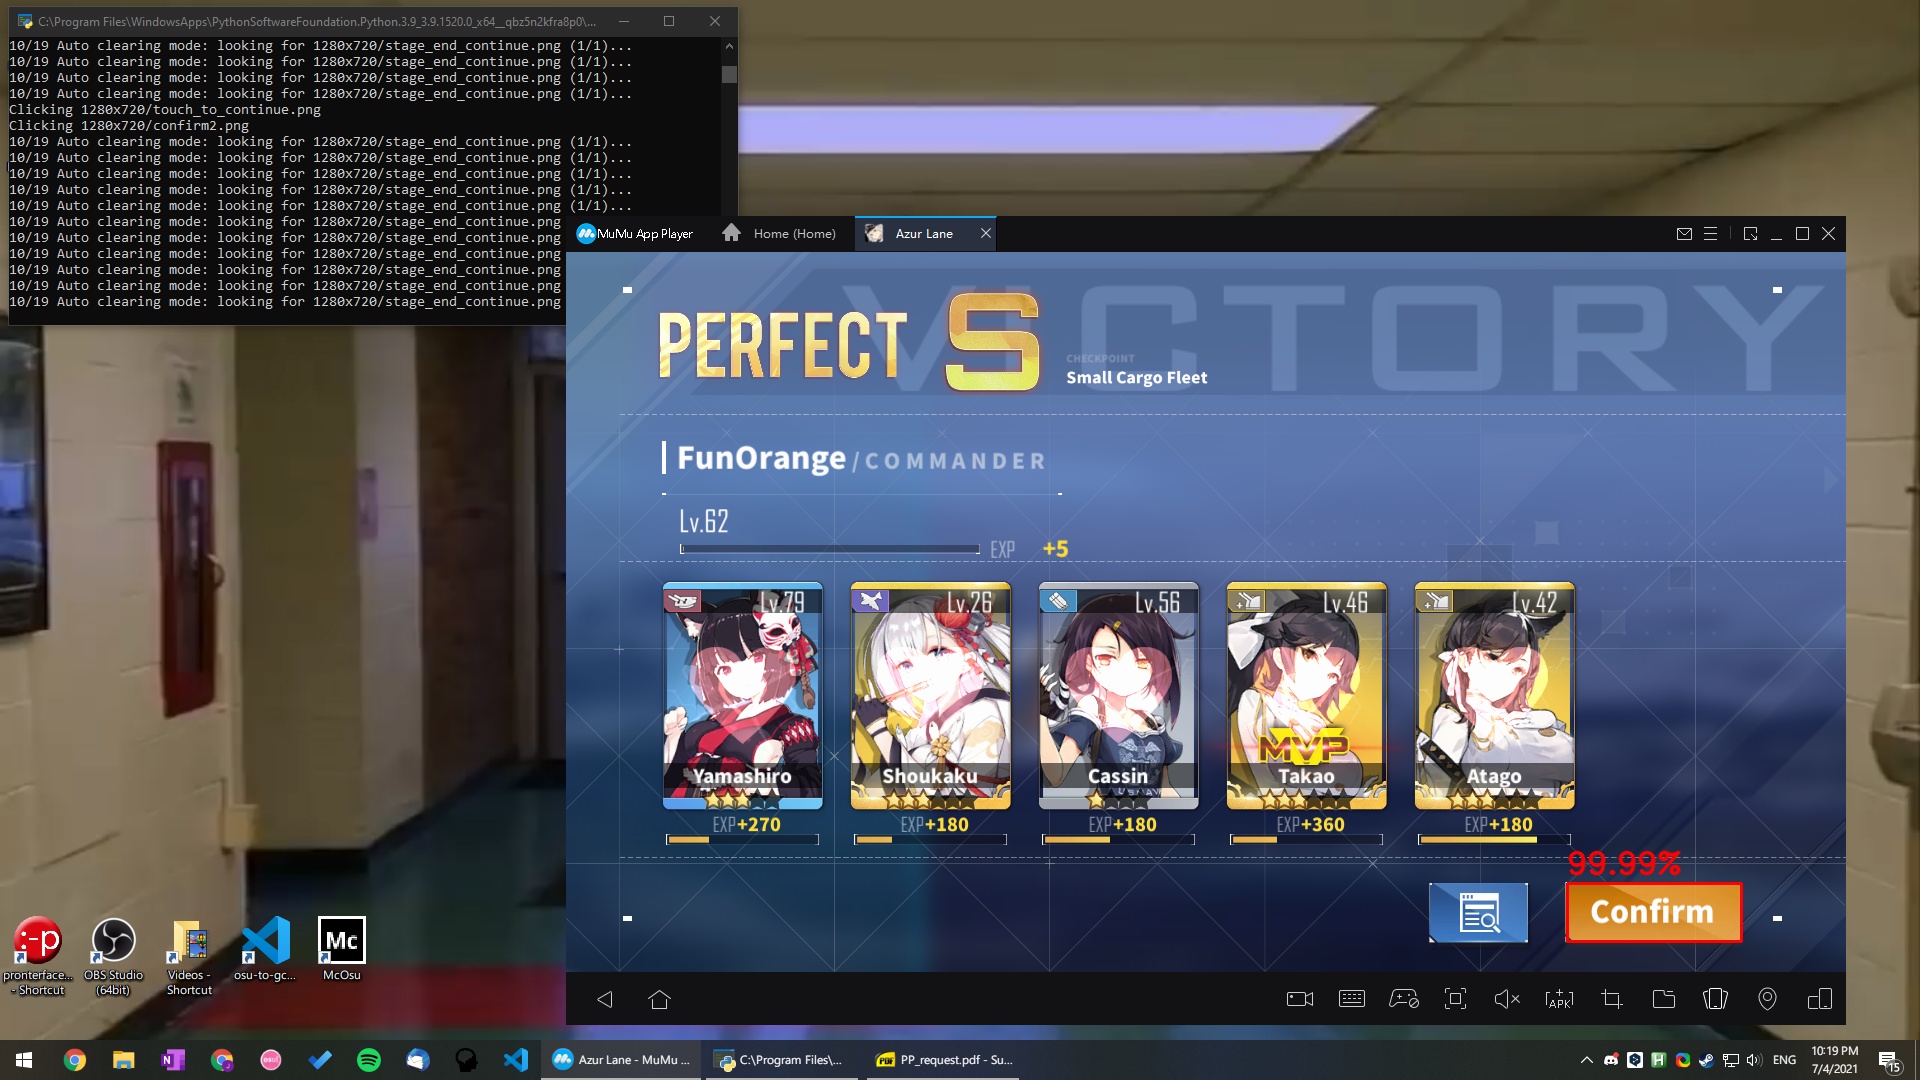 C:\Program Files\WindowsApps\PythonSoftwareFoundation.Python.3.9_3.9.1520.0_x64__qbz5n2kfra8p0\...
10/19 Auto clearing mode: looking for 1280x720/stage_end_continue.png (1/1)...
10/19 Auto clearing mode: looking for 1280x720/stage_end_continue.png (1/1)...
10/19 Auto clearing mode: looking for 1280x720/stage_end_continue.png (1/1)...
10/19 Auto clearing mode: looking for 1280x720/stage_end_continue.png (1/1)...
Clicking 1280x720/touch_to_continue.png
Clicking 1280x720/confirm2.png
10/19 Auto clearing mode: looking for 1280x720/stage_end_continue.png (1/1)...
10/19 Auto clearing mode: looking for 1280x720/stage_end_continue.png (1/1)...
10/19 Auto clearing mode: looking for 1280x720/stage_end_continue.png (1/1)...
10/19 Auto clearing mode: looking for 1280x720/stage_end_continue.png (1/1)...
10/19 Auto clearing mode: looking for 1280x720/stage_end_continue.png (1/1)...
10/19 Auto clearing mode: looking for 1280x720/stage_end_continue.png
10/19 Auto clearing mode: looking for 1280x720/stage_end_continue.png
10/19 Auto clearing mode: looking for 1280x720/stage_end_continue.png
10/19 Auto clearing mode: looking for 1280x720/stage_end_continue.png
10/19 Auto clearing mode: looking for 1280x720/stage_end_continue.png
10/19 Auto clearing mode: looking for 1280x720/stage_end_continue.png
MuMu App Player Home (Home) Azur Lane
VICTORY
PERFECT S
CHECKPOINT
Small Cargo Fleet
FunOrange / COMMANDER
Lv.62
EXP +5
Lv.79 Lv.26 Lv.56 Lv.46 Lv.42
MVP
Yamashiro Shoukaku Cassin Takao Atago
EXP+270 EXP+180 EXP+180 EXP+360 EXP+180
99.99%
Confirm
APK
:-p
Mc
pronterface... - Shortcut
OBS Studio (64bit)
Videos - Shortcut
osu-to-gc...
McOsu
Azur Lane - MuMu ...
C:\Program Files\...
PDF PP_request.pdf - Su...
ENG
10:19 PM
7/4/2021
15